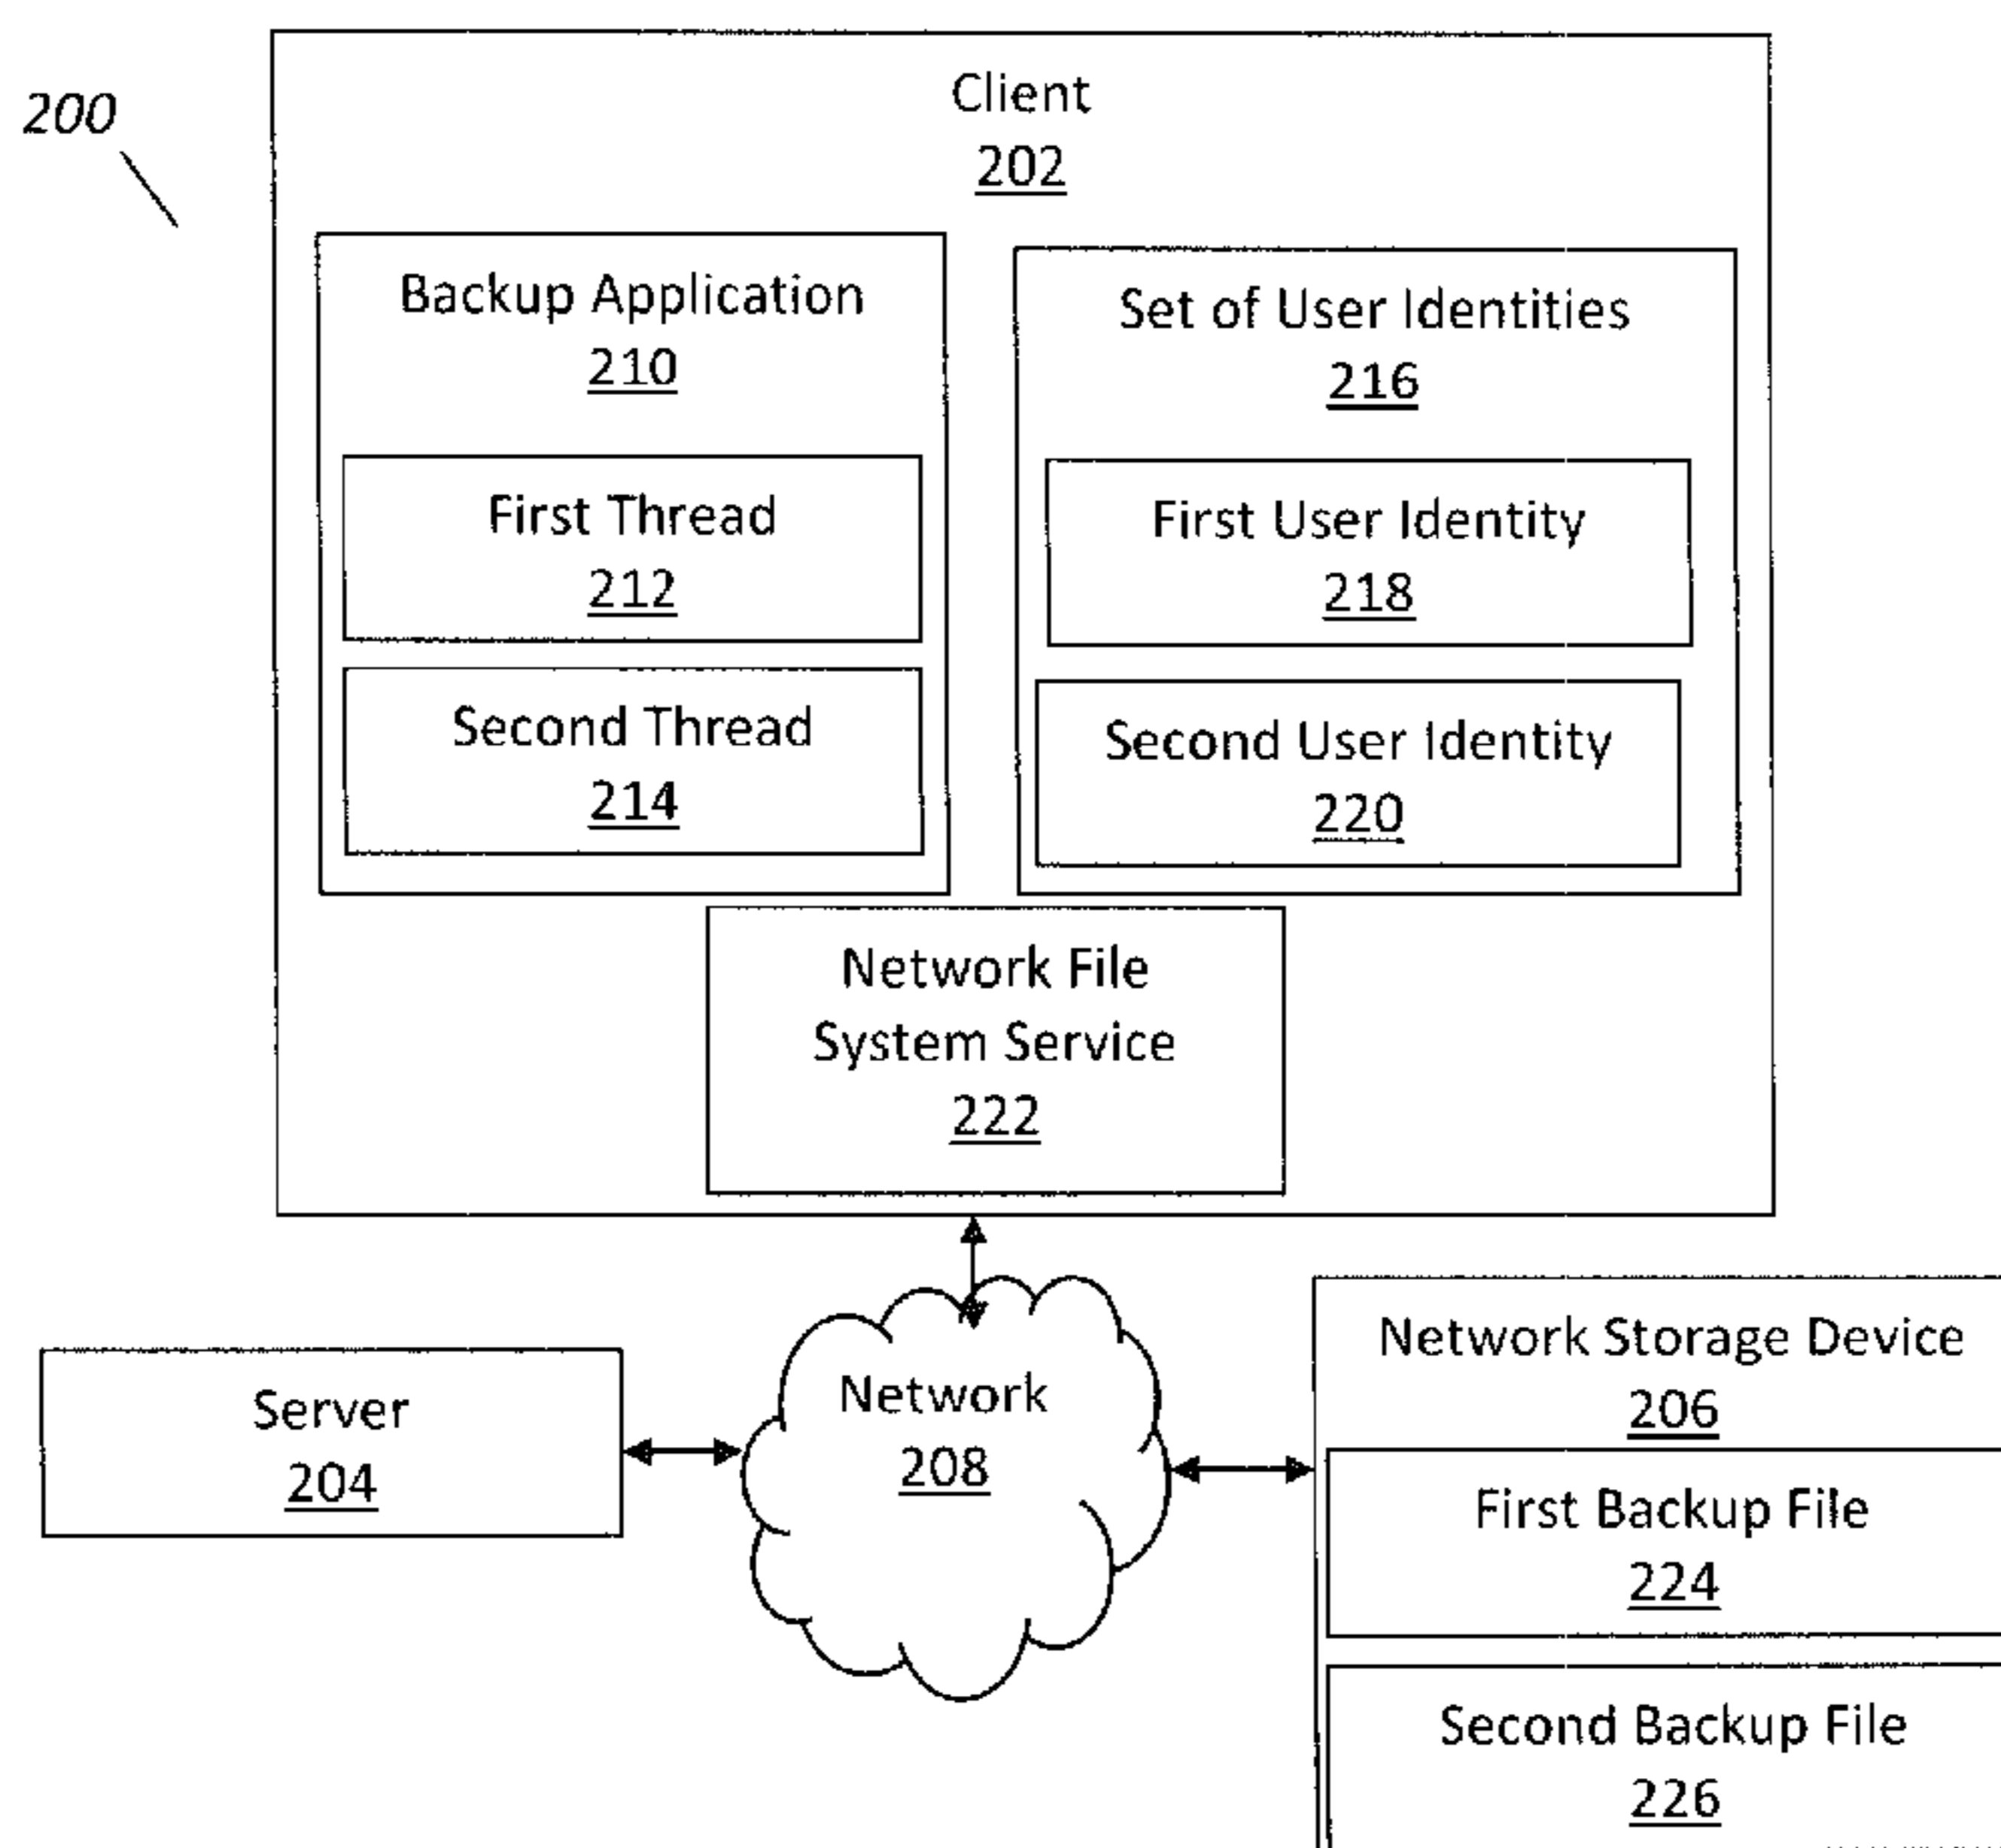 200
Client
202
Backup Application
210
First Thread
212
Second Thread
214
Set of User Identities
216
First User Identity
218
Second User Identity
220
Network File
System Service
222
Server
204
Network
208
Network Storage Device
206
First Backup File
224
Second Backup File
226